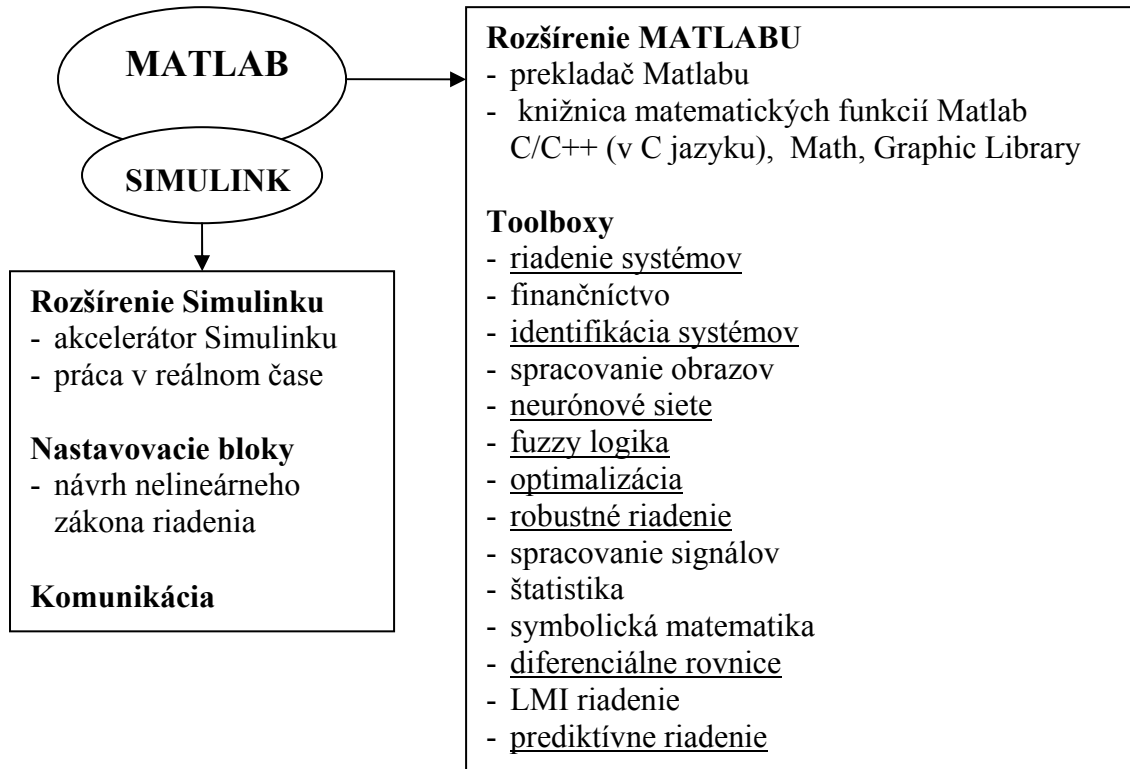 MATLAB
SIMULINK
Rozšírenie Simulinku
- akcelerátor Simulinku
- práca v reálnom čase
Nastavovacie bloky
- návrh nelineárneho
zákona riadenia
Komunikácia
Rozšírenie MATLABU
- prekladač Matlabu
- knižnica matematických funkcií Matlab
C/C++ (v C jazyku), Math, Graphic Library
Toolboxy
- riadenie systémov
- finančníctvo
- identifikácia systémov
- spracovanie obrazov
- neurónové siete
- fuzzy logika
- optimalizácia
- robustné riadenie
- spracovanie signálov
- štatistika
- symbolická matematika
- diferenciálne rovnice
- LMI riadenie
- prediktívne riadenie